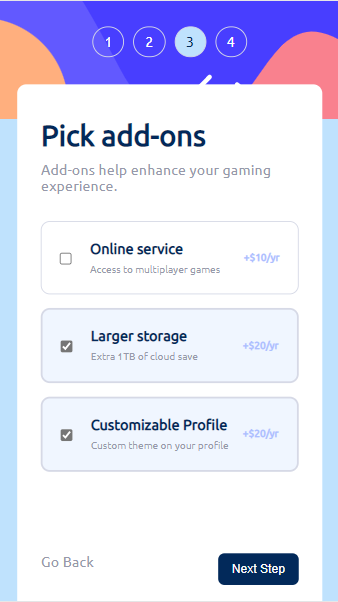 1 2 3 4
Pick add-ons
Add-ons help enhance your gaming
experience.
Online service
Access to multiplayer games
+$10/yr
Larger storage
Extra 1TB of cloud save
+$20/yr
Customizable Profile
Custom theme on your profile
+$20/yr
Go Back
Next Step